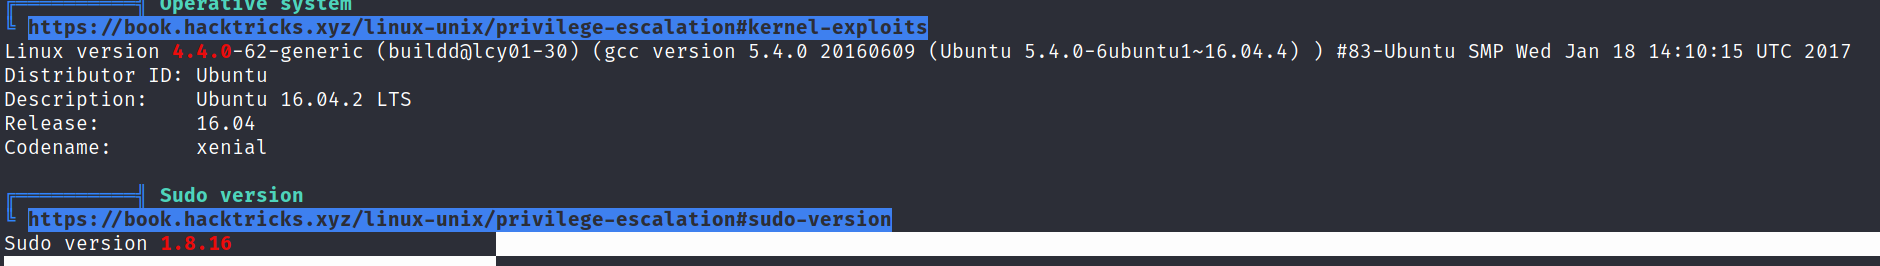 Operative system
https://book.hacktricks.xyz/linux-unix/privilege-escalation#kernel-exploits
Linux version 4.4.0-62-generic (buildd@lcy01-30) (gcc version 5.4.0 20160609 (Ubuntu 5.4.0-6ubuntu1~16.04.4) ) #83-Ubuntu SMP Wed Jan 18 14:10:15 UTC 2017
Distributor ID: Ubuntu
Description:    Ubuntu 16.04.2 LTS
Release:        16.04
Codename:       xenial
Sudo version
https://book.hacktricks.xyz/linux-unix/privilege-escalation#sudo-version
Sudo version 1.8.16